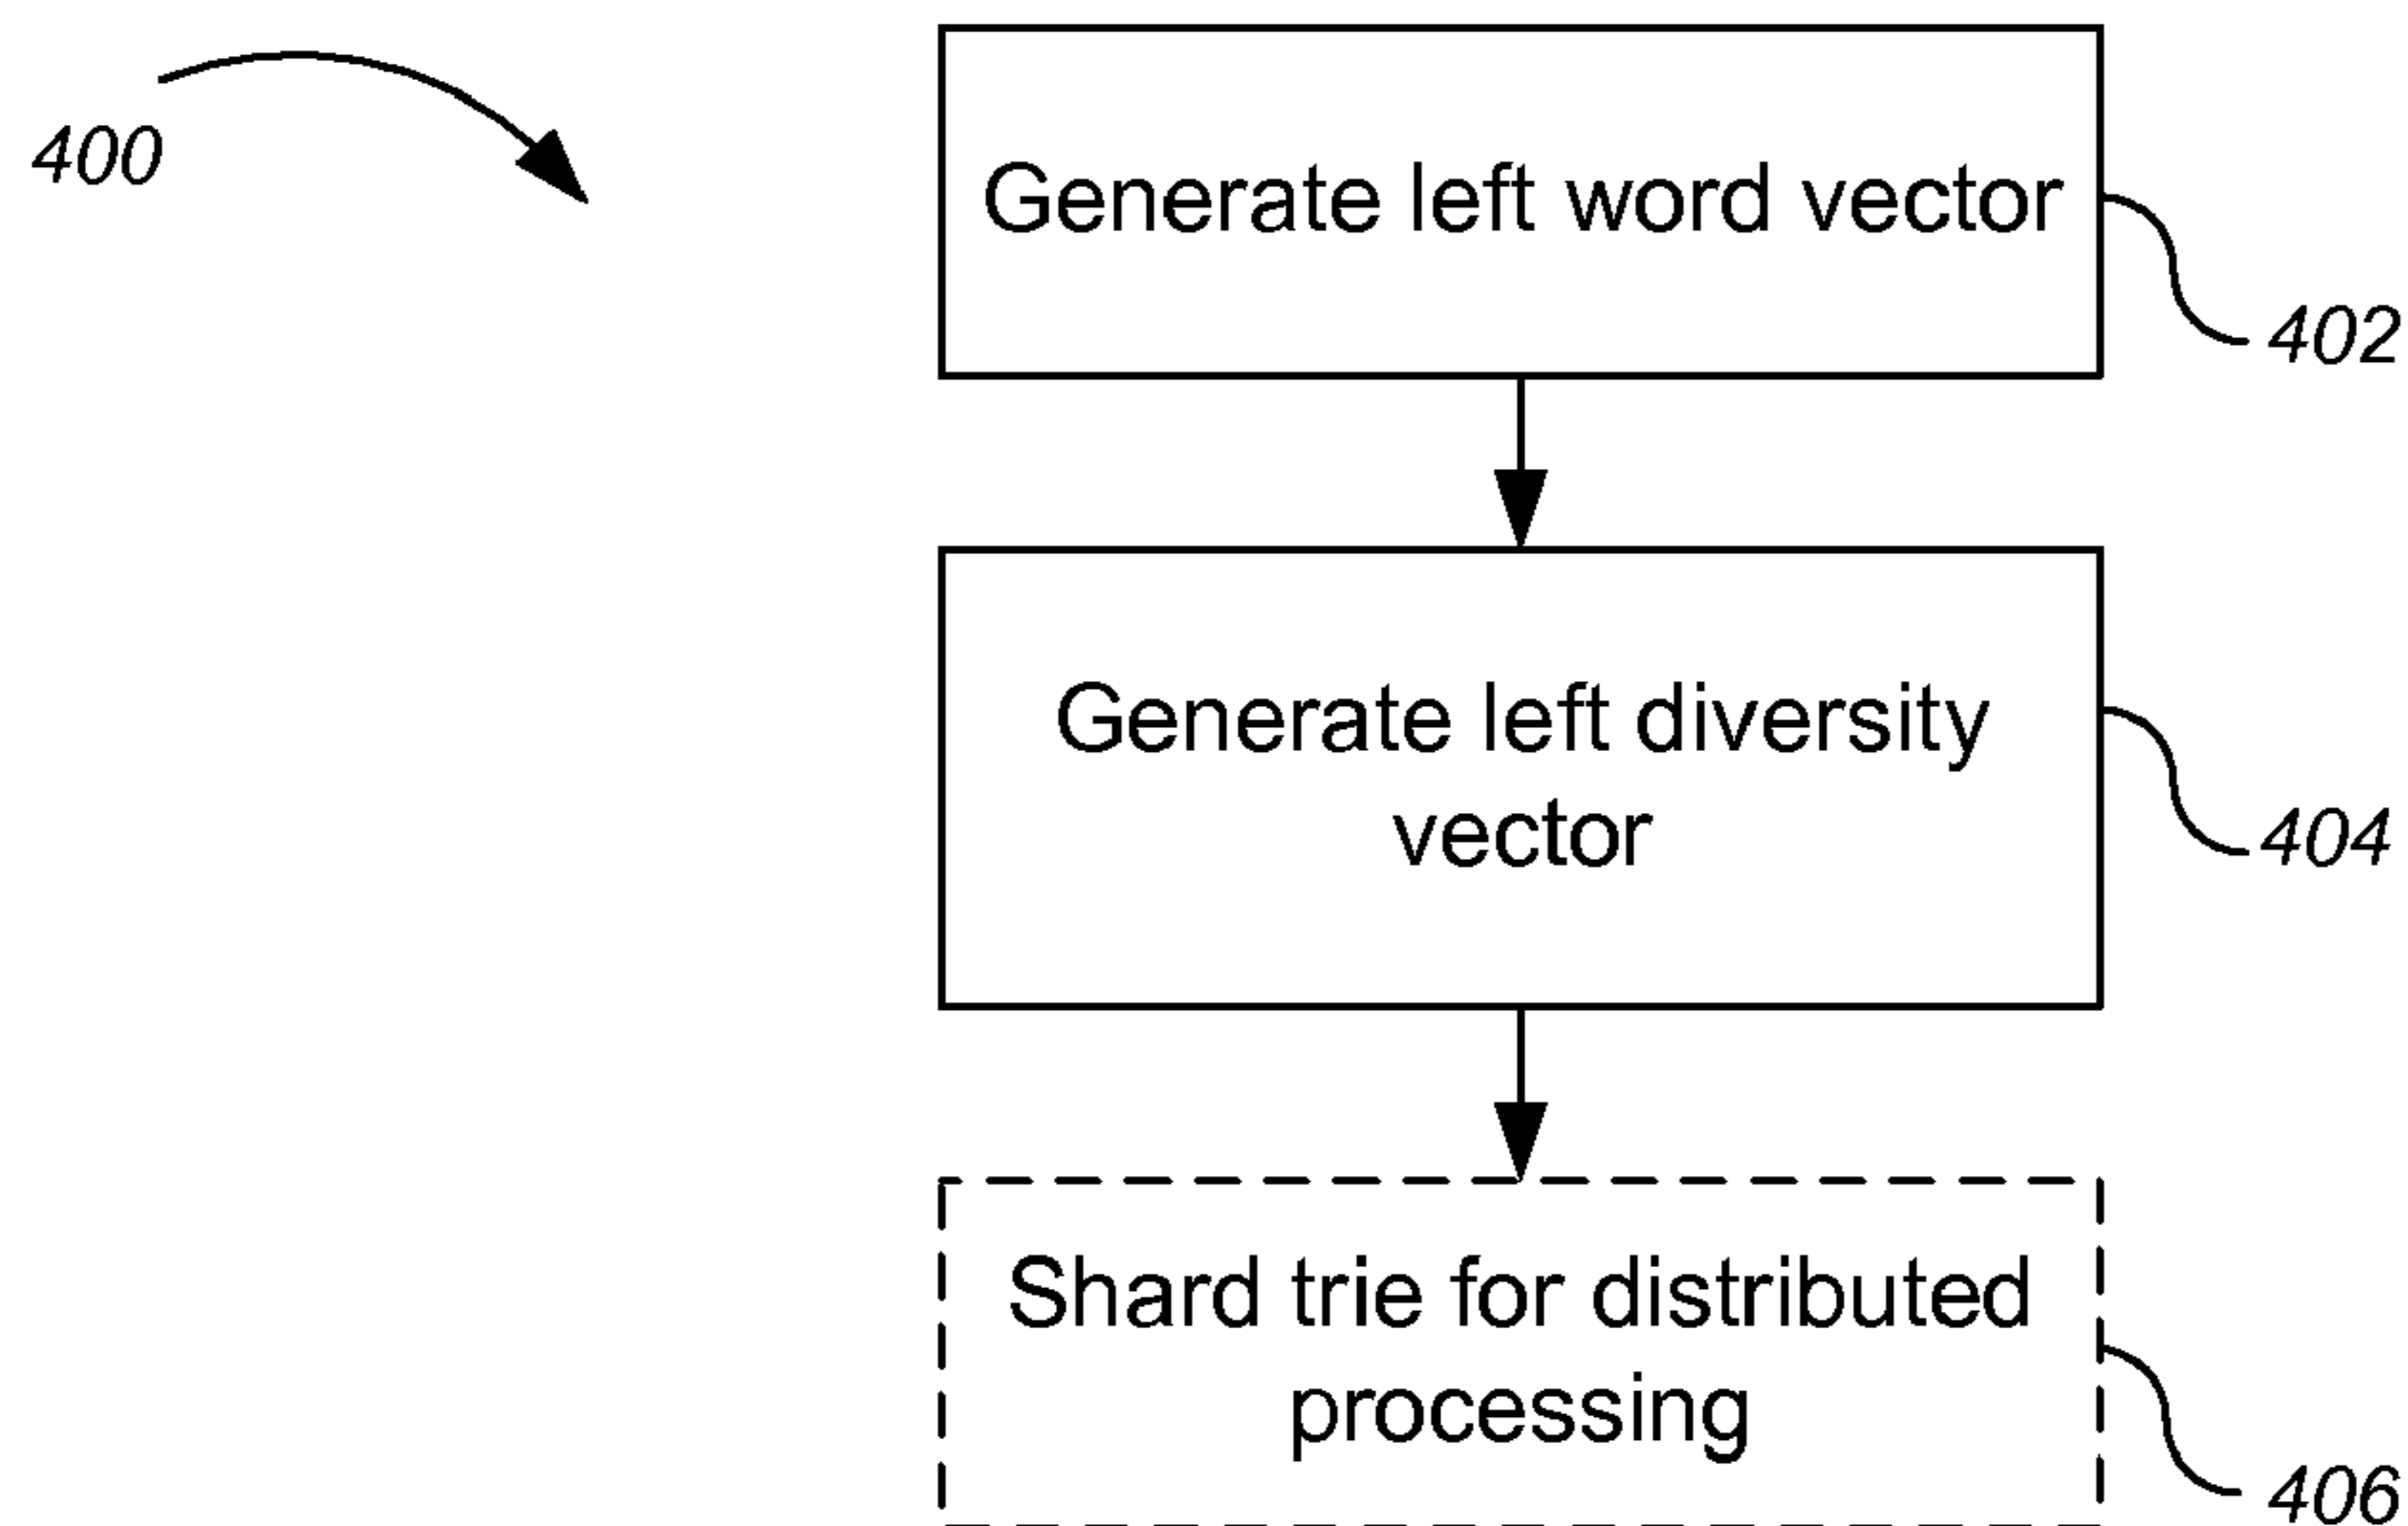 400
Generate left word vector
402
Generate left diversity
vector
404
Shard trie for distributed
processing
406